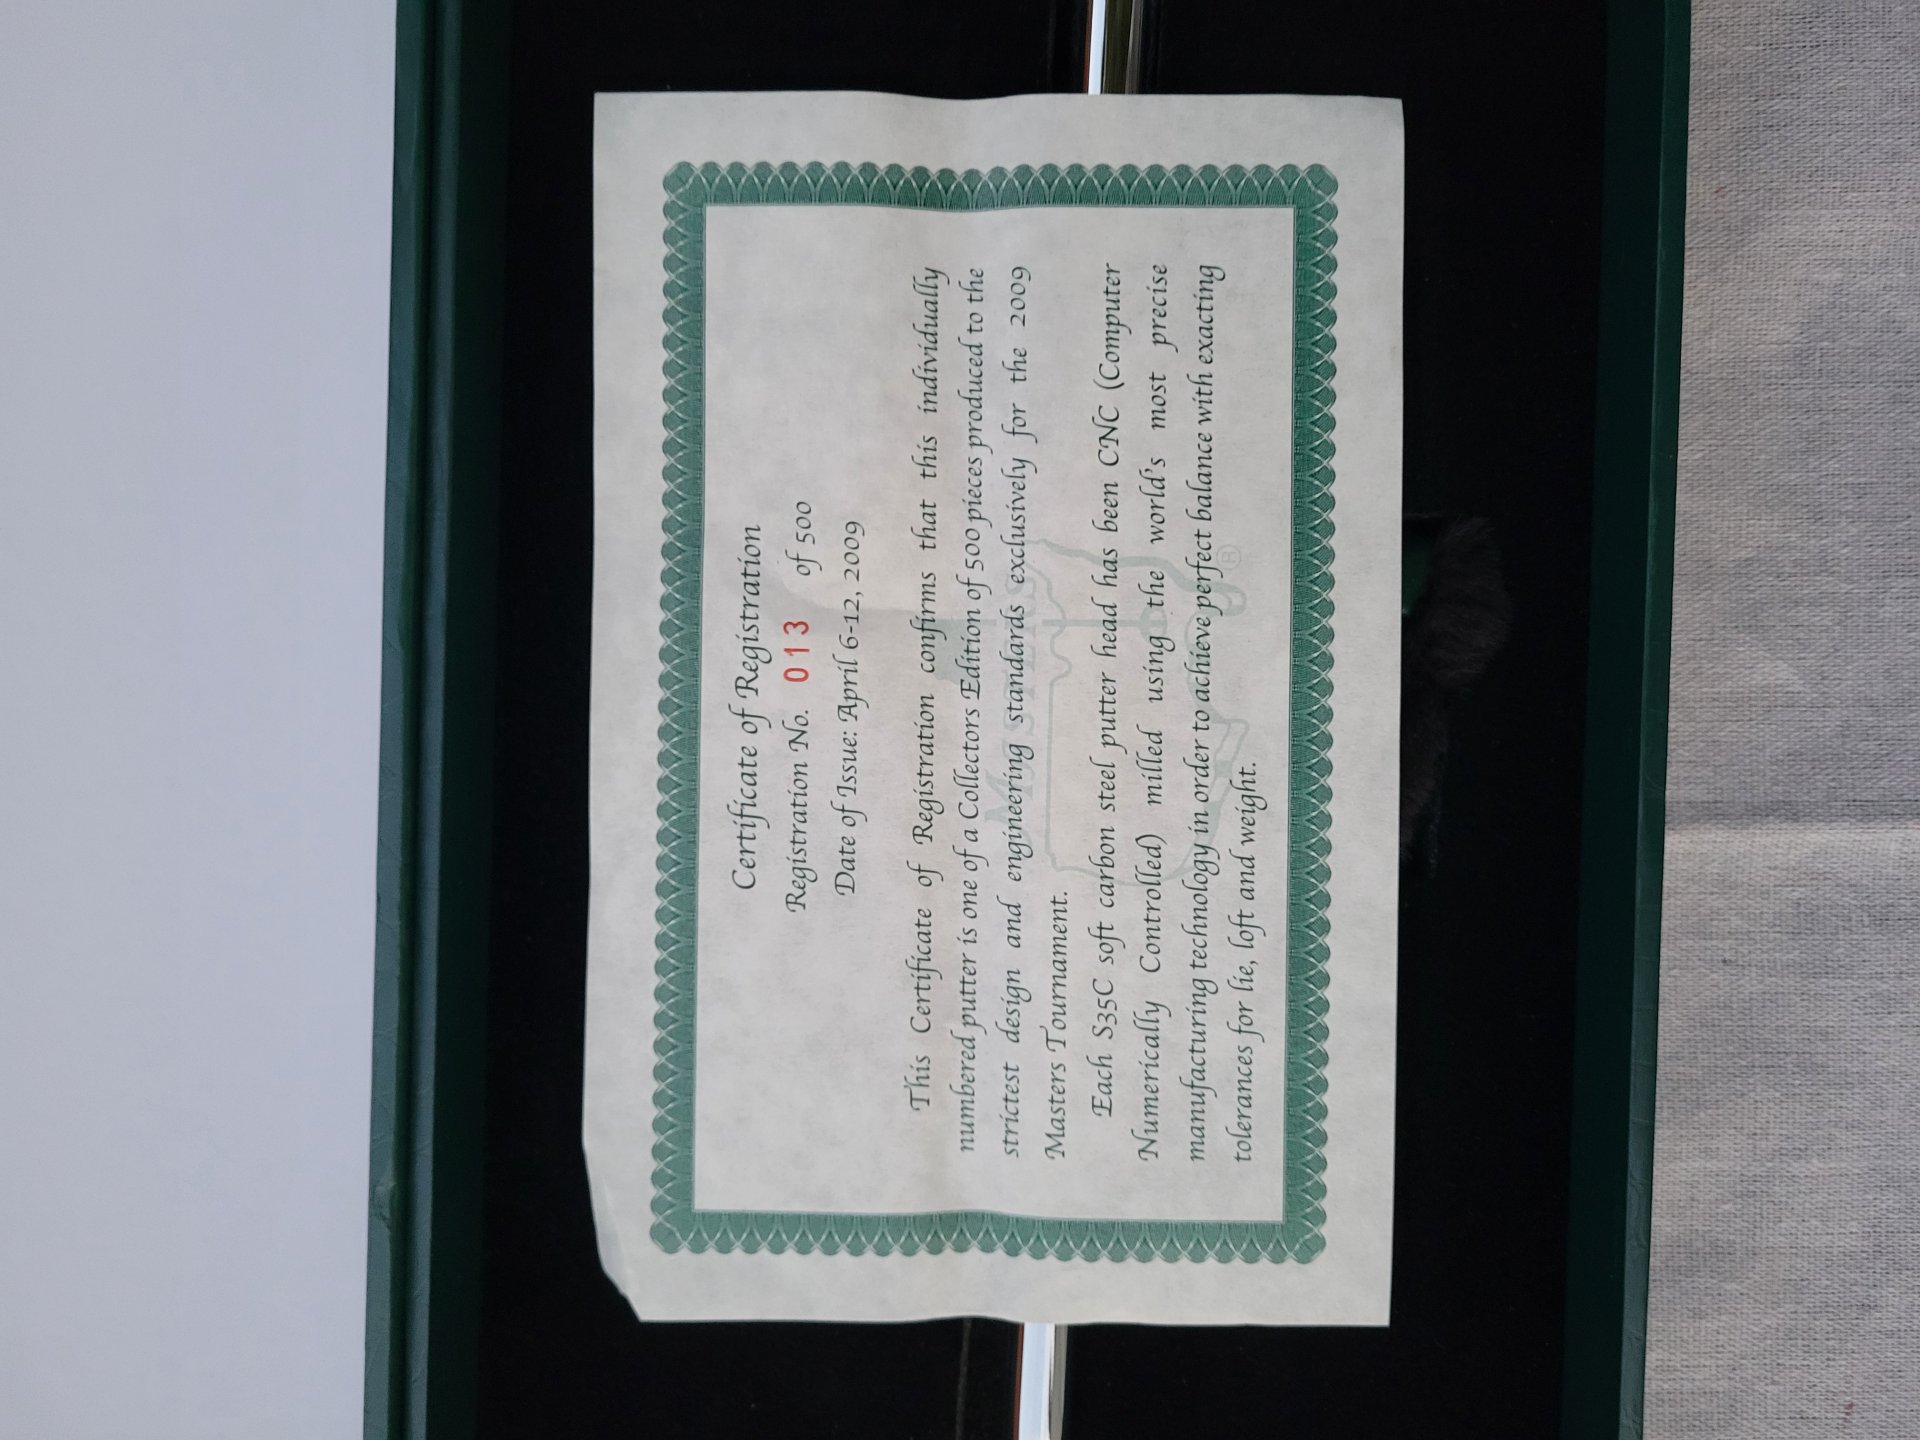 Certificate of Registration
Registration No. 013 of 500
Date of Issue: April 6-12, 2009
This Certificate of Registration confirms that this individually
numbered putter is one of a Collectors Edition of 500 pieces produced to the
strictest design and engineering standards exclusively for the 2009
Masters Tournament.
Each S35C soft carbon steel putter head has been CNC (Computer
Numerically Controlled) milled using the world's most precise
manufacturing technology in order to achieve perfect balance with exacting
tolerances for lie, loft and weight.
MASTERS
®